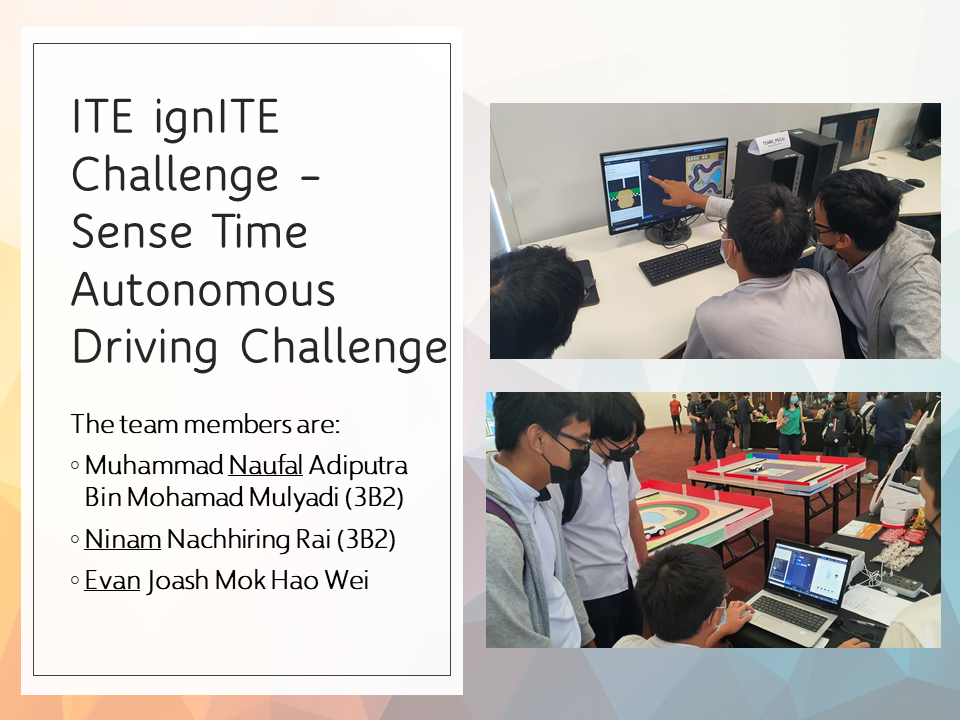 ITE ignITE
Challenge –
Sense Time
Autonomous
Driving Challenge
The team members are:
◦ Muhammad Naufal Adiputra
Bin Mohamad Mulyadi (3B2)
◦ Ninam Nachhiring Rai (3B2)
◦ Evan Joash Mok Hao Wei